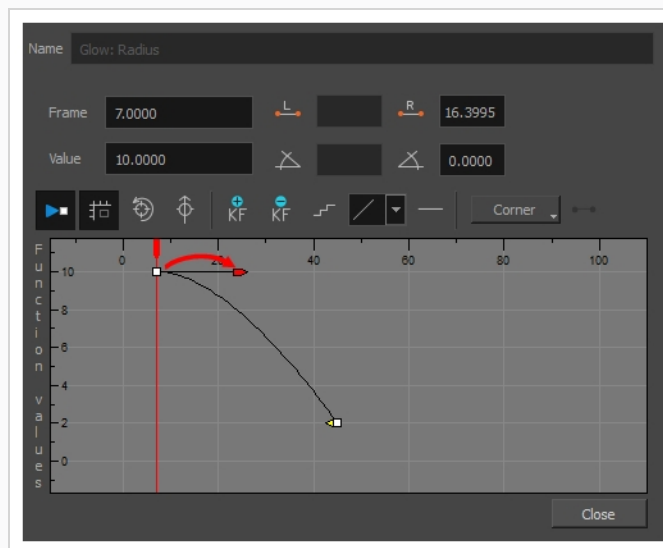 Name Glow: Radius
Frame 7.0000 L R 16.3995
Value 10.0000 0.0000
KF KF Corner
Function values
0 20 40 60 80 100
10
8
6
4
2
0
Close